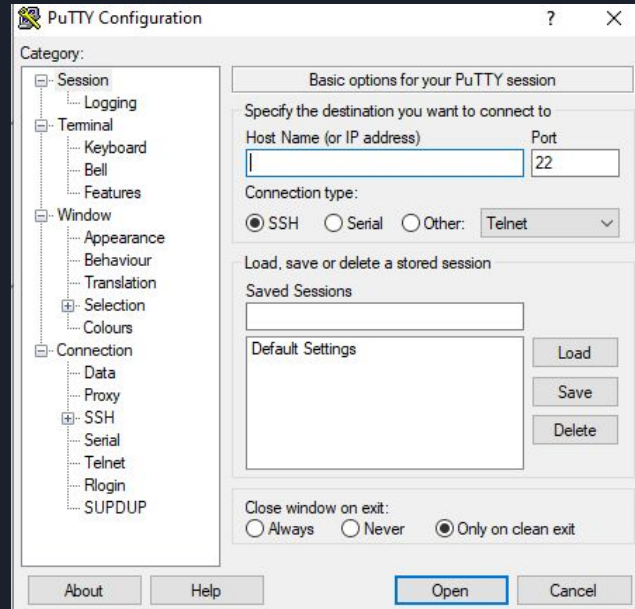 PuTTY Configuration
?
Category:
Session
Logging
Terminal
Keyboard
Bell
Features
Window
Appearance
Behaviour
Translation
Selection
Colours
Connection
Data
Proxy
SSH
Serial
Telnet
Rlogin
SUPDUP
Basic options for your PuTTY session
Specify the destination you want to connect to
Host Name (or IP address) Port
22
Connection type:
SSH Serial Other: Telnet
Load, save or delete a stored session
Saved Sessions
Default Settings
Load
Save
Delete
Close window on exit:
Always Never Only on clean exit
About Help Open Cancel